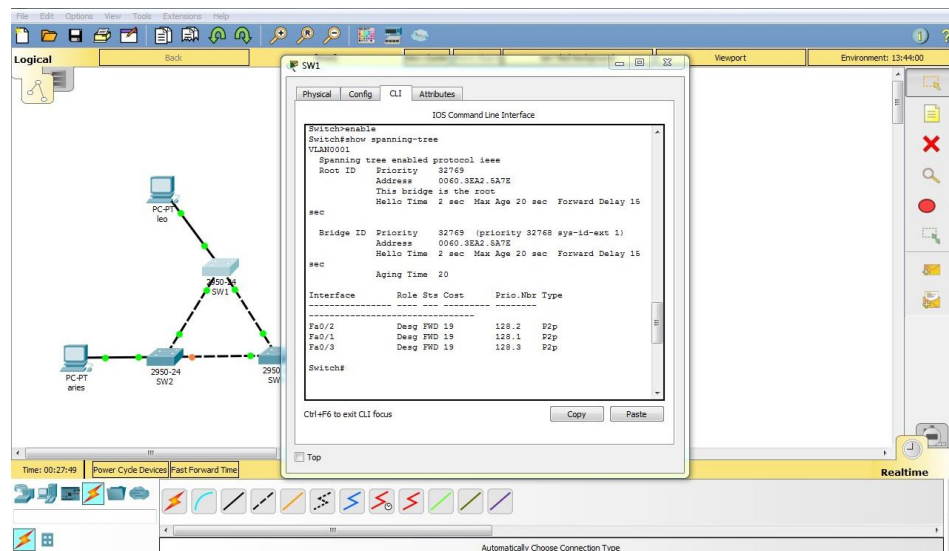 File Edit Options View Tools Extensions Help
Logical
Back
Viewport
Environment: 13:44:00
SW1
Physical Config CLI Attributes
IOS Command Line Interface
Switch>enable
Switch#show spanning-tree
VLAN0001
Spanning tree enabled protocol ieee
Root ID Priority 32769
Address 0060.3EA2.5A7E
This bridge is the root
Hello Time 2 sec Max Age 20 sec Forward Delay 15
sec
Bridge ID Priority 32769 (priority 32768 sys-id-ext 1)
Address 0060.3EA2.5A7E
Hello Time 2 sec Max Age 20 sec Forward Delay 15
sec
Aging Time 20
Interface Role Sts Cost Prio.Nbr Type
---------------- ---- --- --------- -------- 
--------------------------------
Fa0/2 Desg FWD 19 128.2 P2p
Fa0/1 Desg FWD 19 128.1 P2p
Fa0/3 Desg FWD 19 128.3 P2p
Switch#
Ctrl+F6 to exit CLI focus
Copy Paste
Top
PC-PT
leo
2950-24
SW1
PC-PT
aries
2950-24
SW2
2950
SW
Time: 00:27:49 Power Cycle Devices Fast Forward Time
Realtime
Automatically Choose Connection Type